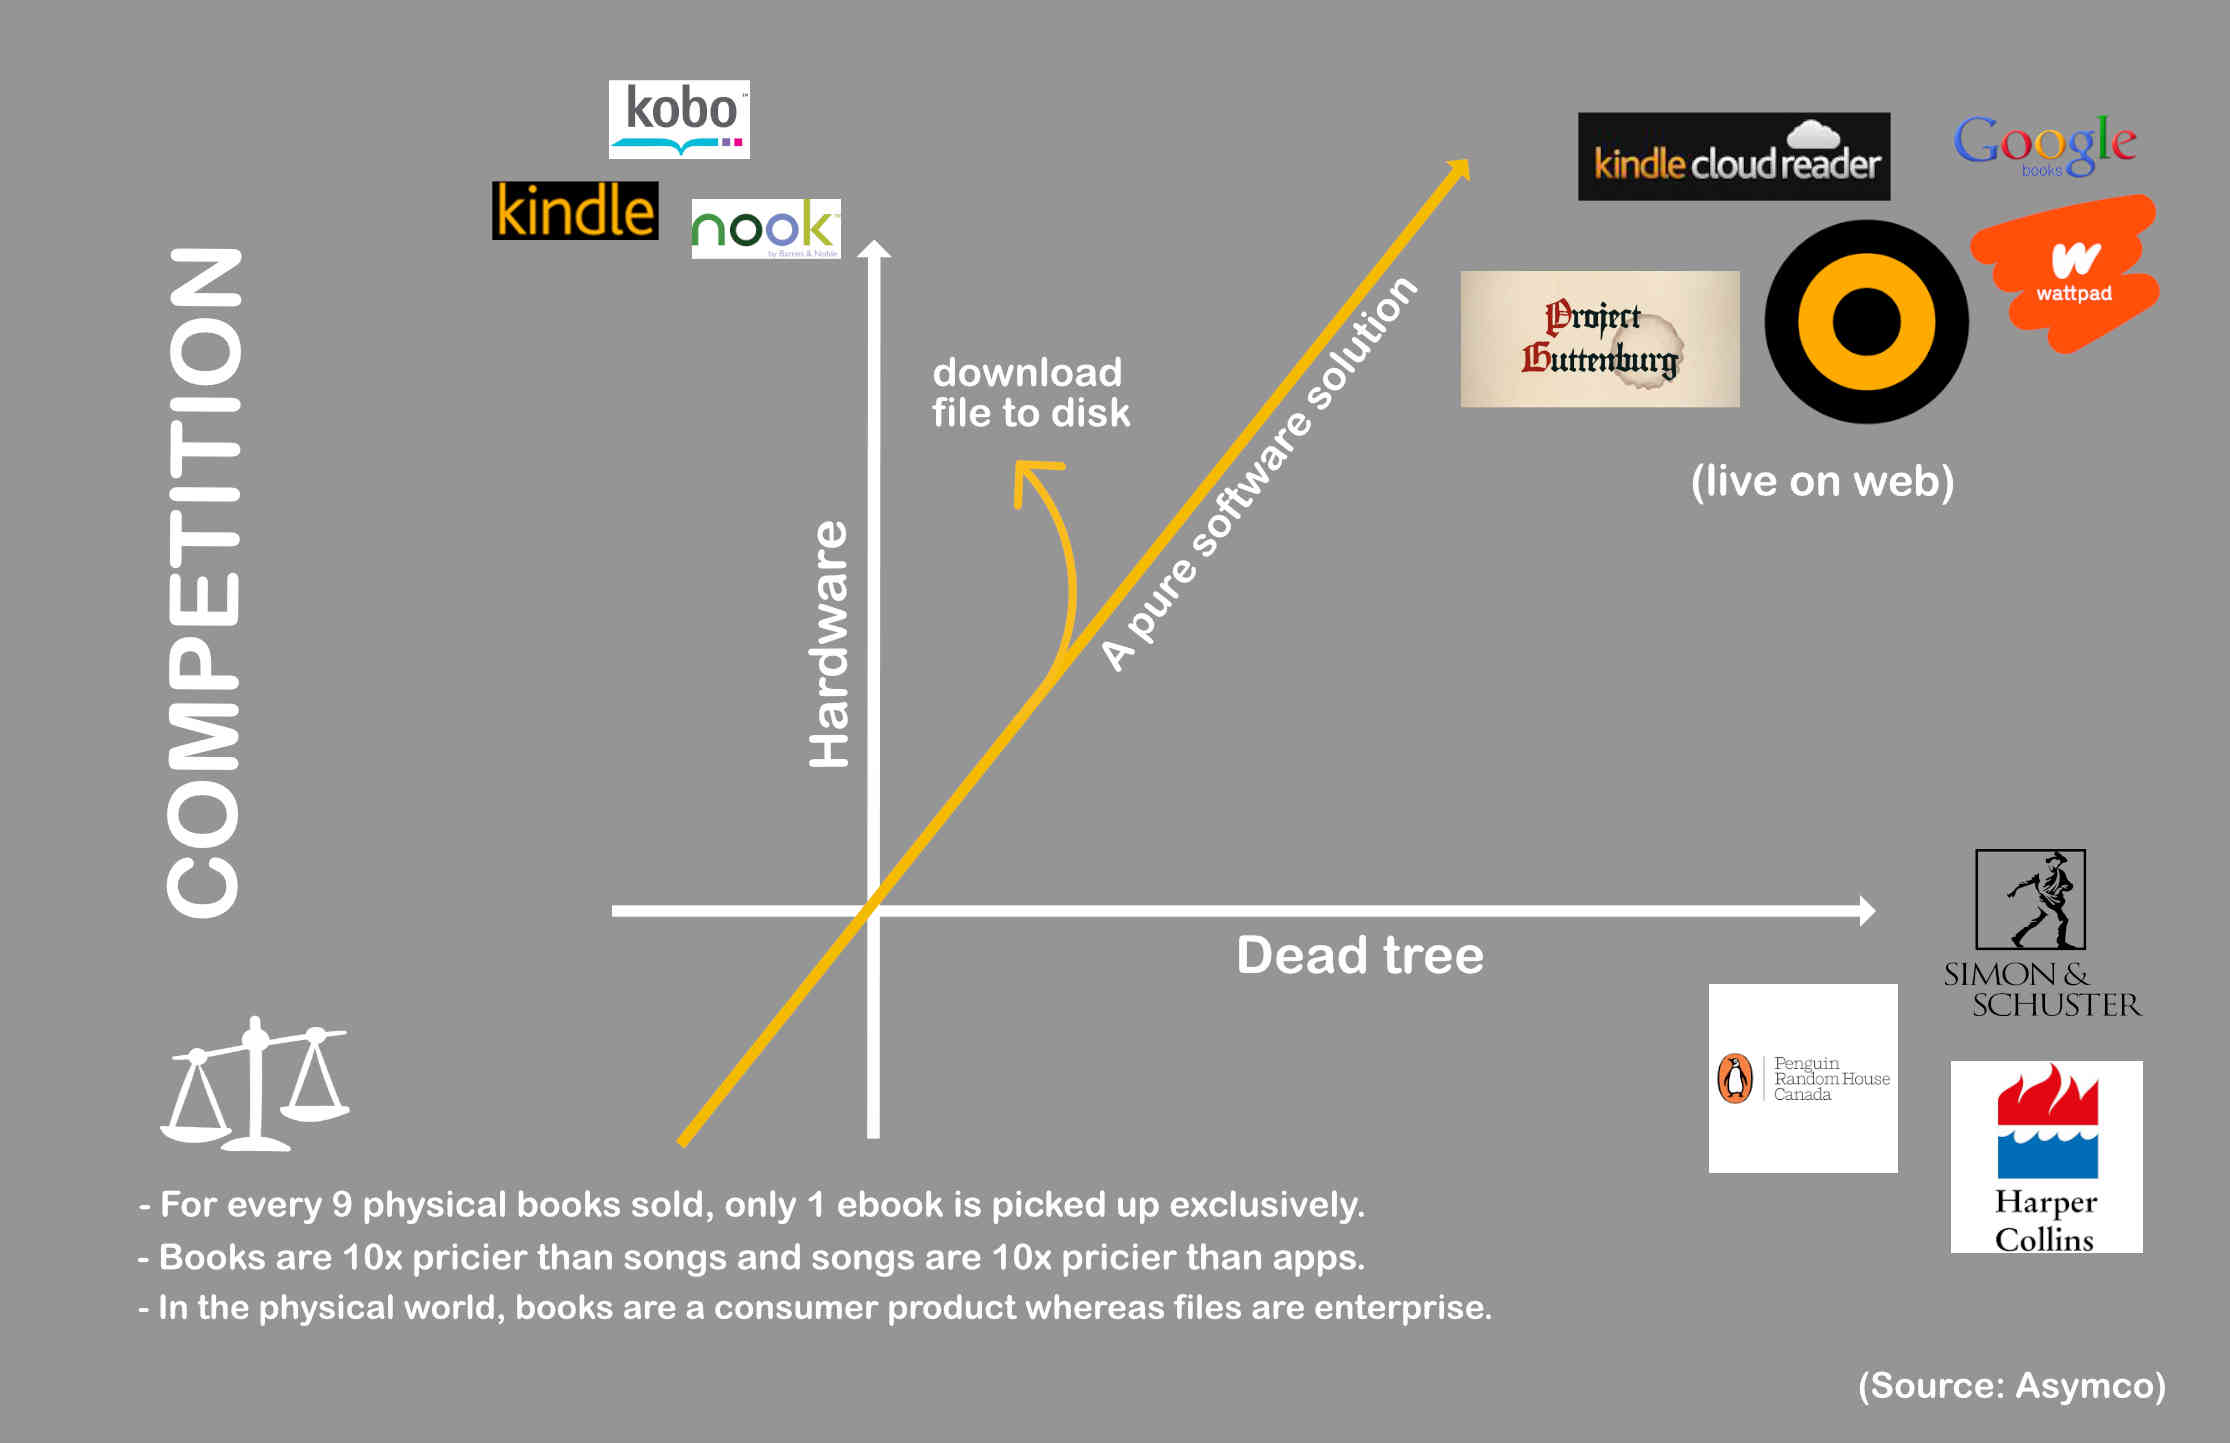 COMPETITION
kobo
kindle
nook
by Barnes & Noble
kindle cloud reader
Google
books
wattpad
Project
Guttenburg
(live on web)
download
file to disk
A pure software solution
Hardware
Dead tree
SIMON &
SCHUSTER
Penguin
Random House
Canada
Harper
Collins
- For every 9 physical books sold, only 1 ebook is picked up exclusively.
- Books are 10x pricier than songs and songs are 10x pricier than apps.
- In the physical world, books are a consumer product whereas files are enterprise.
(Source: Asymco)